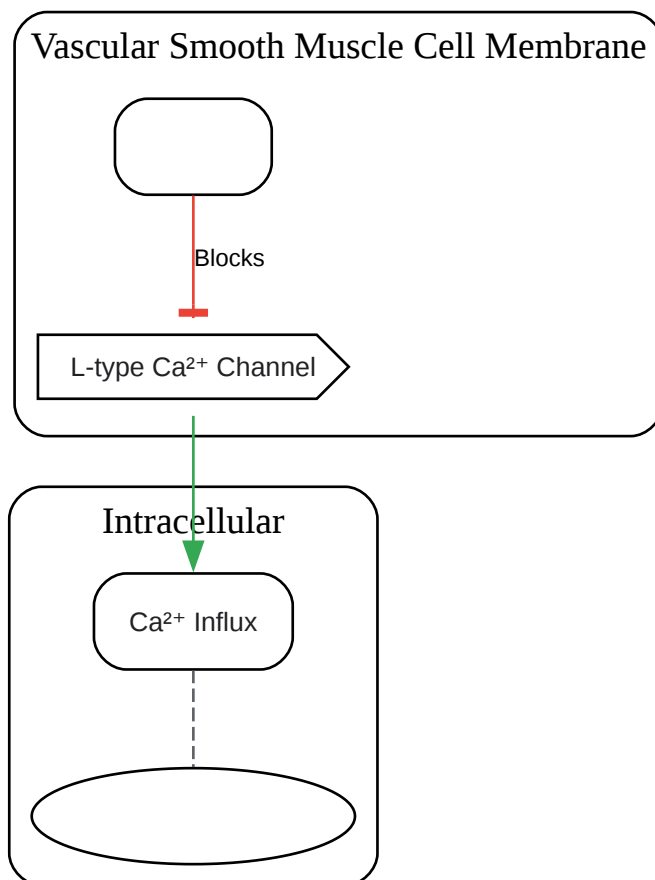 Vascular Smooth Muscle Cell Membrane
Blocks
L-type Ca²⁺ Channel
Intracellular
Ca²⁺ Influx